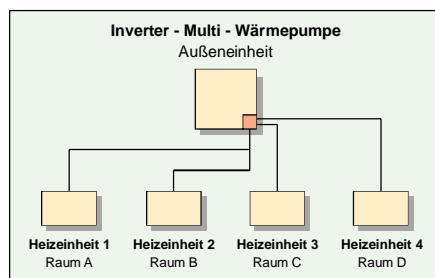 Inverter - Multi - Wärmepumpe
Außeneinheit
Heizeinheit 1 Heizeinheit 2 Heizeinheit 3 Heizeinheit 4
Raum A Raum B Raum C Raum D